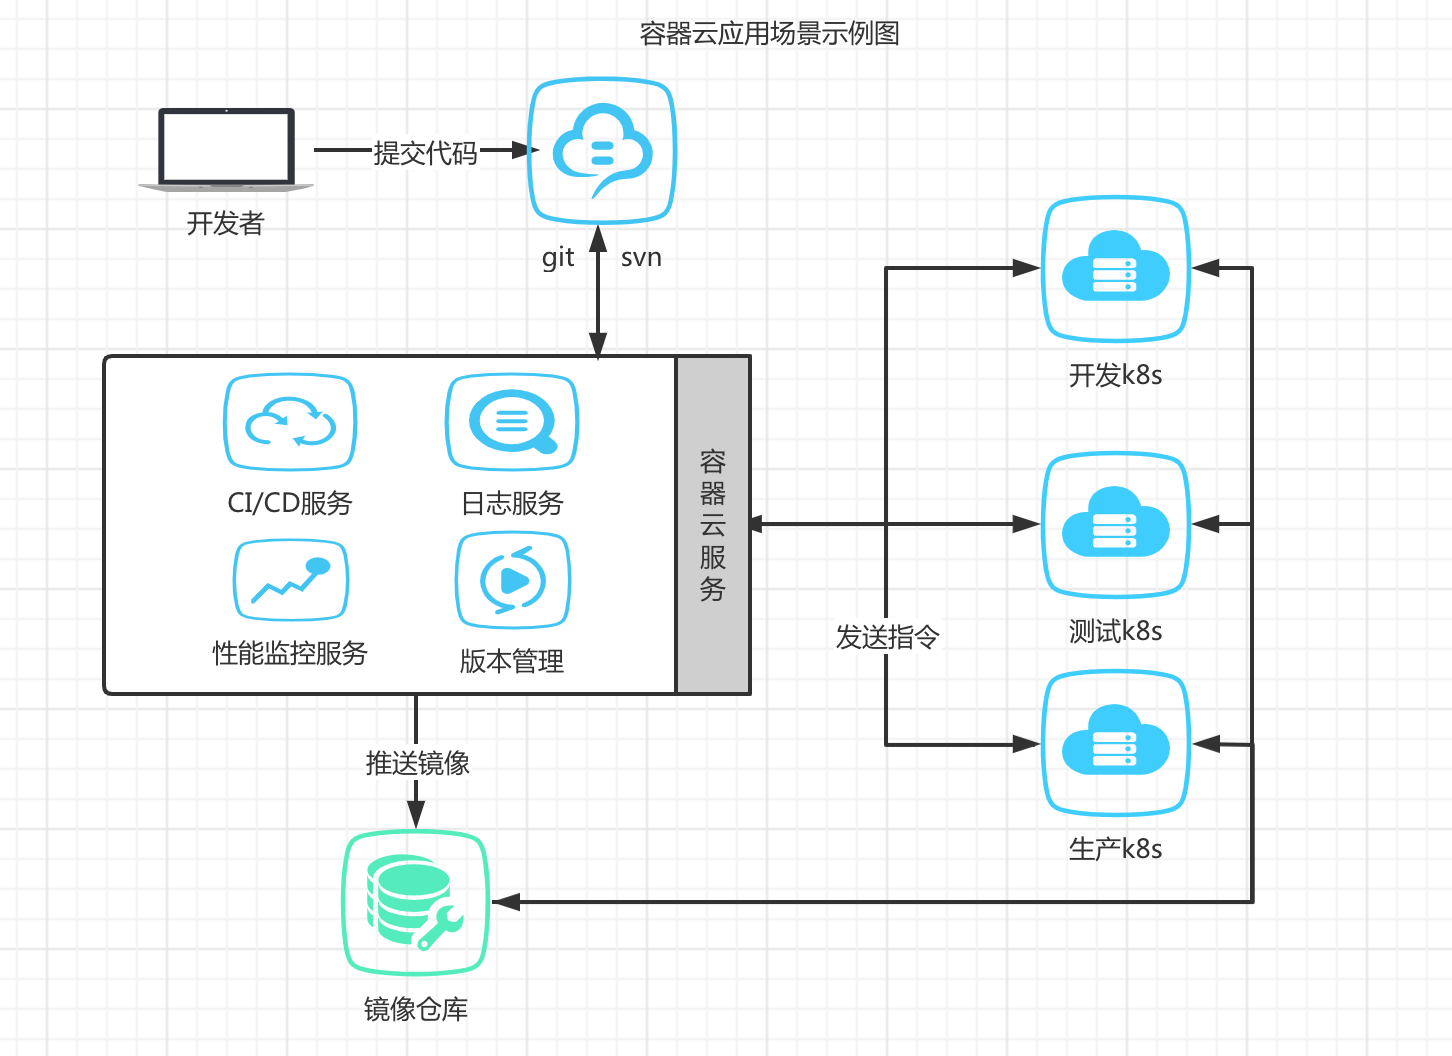 容器云应用场景示例图
提交代码
开发者
git
svn
开发k8s
CI/CD服务
日志服务
容器云服务
性能监控服务
版本管理
发送指令
测试k8s
推送镜像
生产k8s
镜像仓库